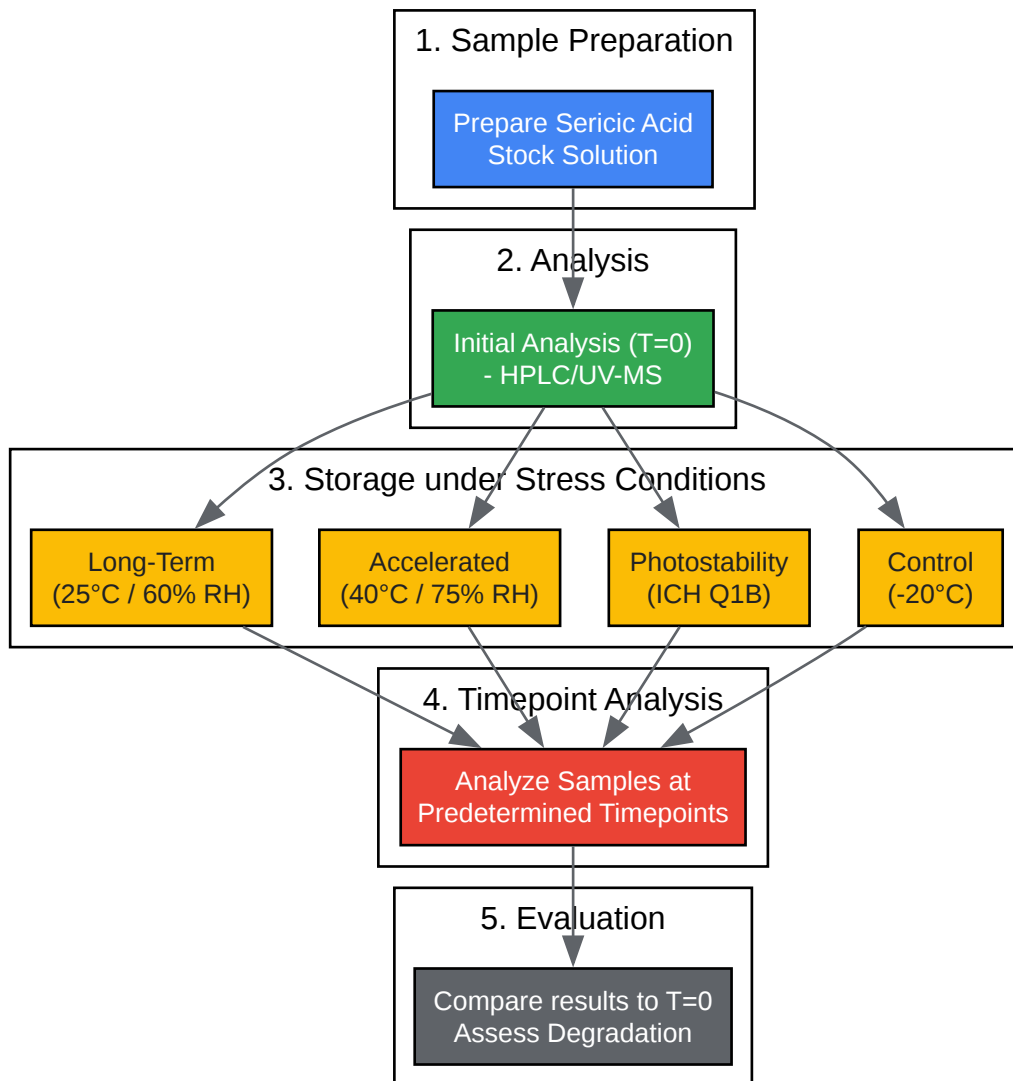 1. Sample Preparation
Prepare Sericic Acid
Stock Solution
2. Analysis
Initial Analysis (T=0)
- HPLC/UV-MS
3. Storage under Stress Conditions
Long-Term
(25°C / 60% RH)
Accelerated
(40°C / 75% RH)
Photostability
(ICH Q1B)
Control
(-20°C)
4. Timepoint Analysis
Analyze Samples at
Predetermined Timepoints
5. Evaluation
Compare results to T=0
Assess Degradation